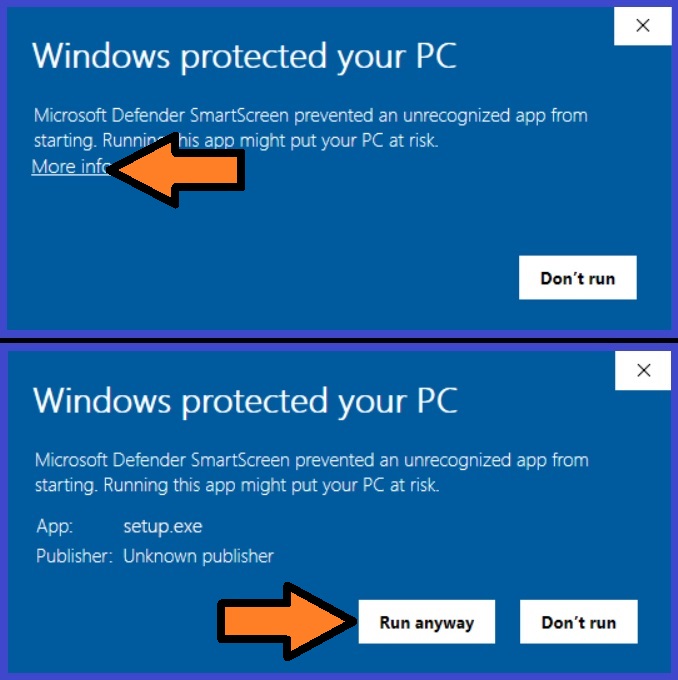 Windows protected your PC
Microsoft Defender SmartScreen prevented an unrecognized app from
starting. Running this app might put your PC at risk.
More info
Don't run
Windows protected your PC
Microsoft Defender SmartScreen prevented an unrecognized app from
starting. Running this app might put your PC at risk.
App: setup.exe
Publisher: Unknown publisher
Run anyway Don't run